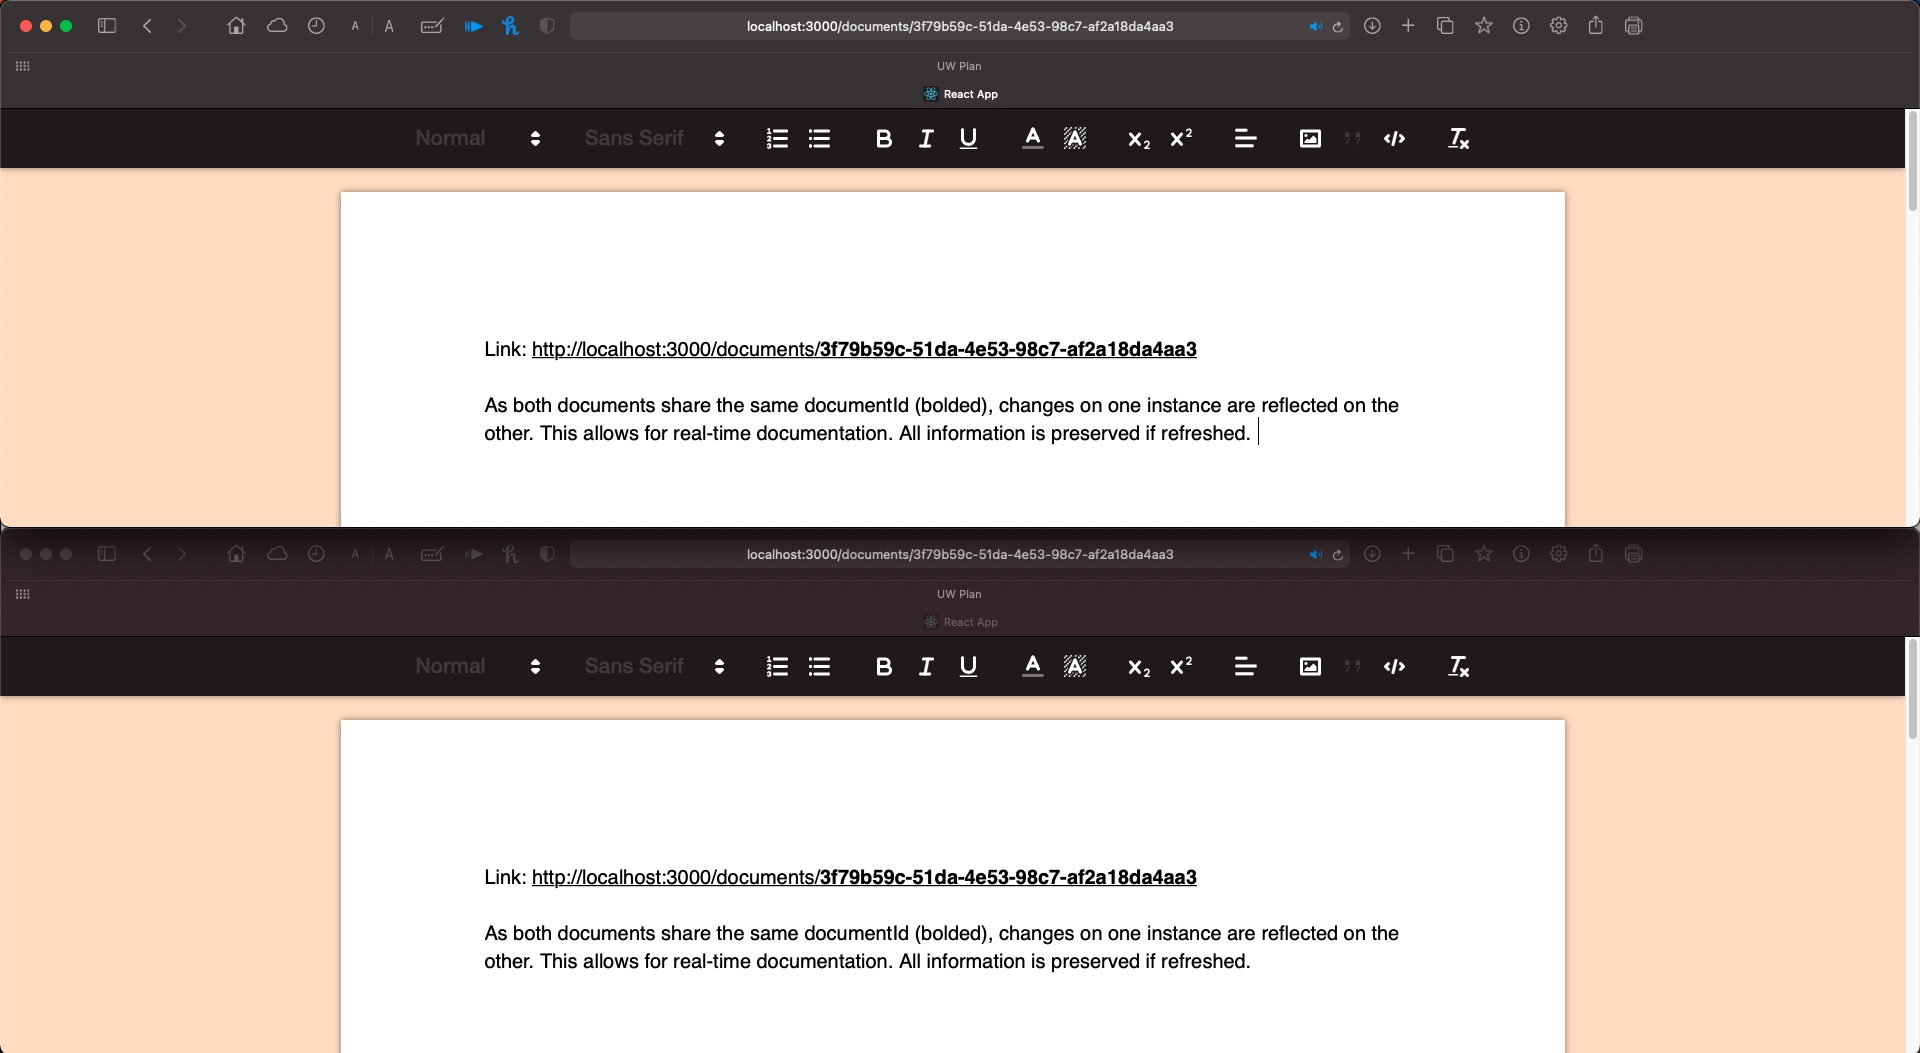 localhost:3000/documents/3f79b59c-51da-4e53-98c7-af2a18da4aa3
UW Plan
React App
Normal Sans Serif
Link: http://localhost:3000/documents/3f79b59c-51da-4e53-98c7-af2a18da4aa3
As both documents share the same documentId (bolded), changes on one instance are reflected on the
other. This allows for real-time documentation. All information is preserved if refreshed.
localhost:3000/documents/3f79b59c-51da-4e53-98c7-af2a18da4aa3
UW Plan
React App
Normal Sans Serif
Link: http://localhost:3000/documents/3f79b59c-51da-4e53-98c7-af2a18da4aa3
As both documents share the same documentId (bolded), changes on one instance are reflected on the
other. This allows for real-time documentation. All information is preserved if refreshed.